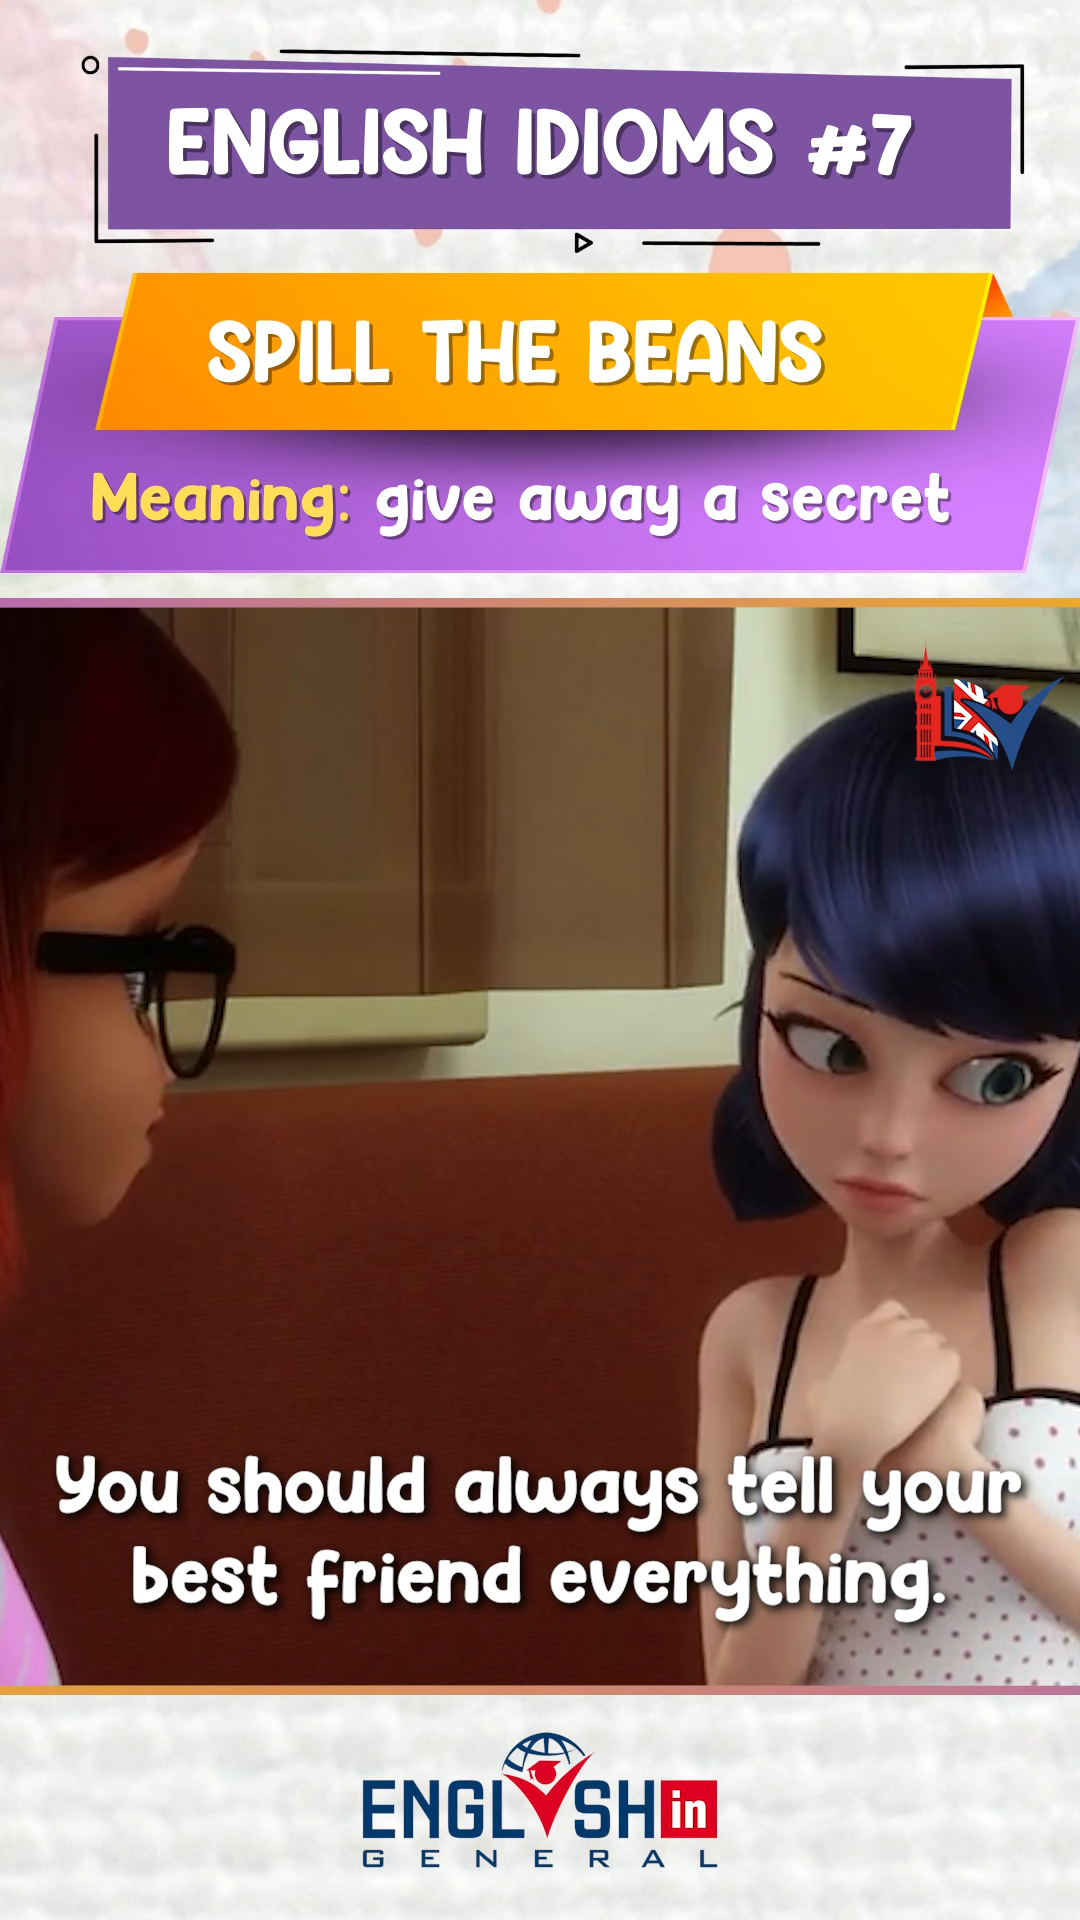 ENGLISH IDIOMS #7
SPILL THE BEANS
Meaning: give away a secret
You should always tell your
best friend everything.
ENGLISH in
GENERAL